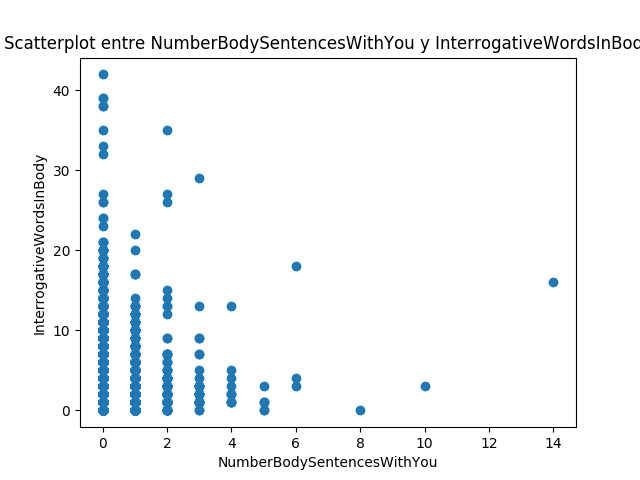 Scatterplot entre NumberBodySentencesWithYou y InterrogativeWordsInBod
40
30
20
10
0
InterrogativeWordsInBody
0 2 4 6 8 10 12 14
NumberBodySentencesWithYou